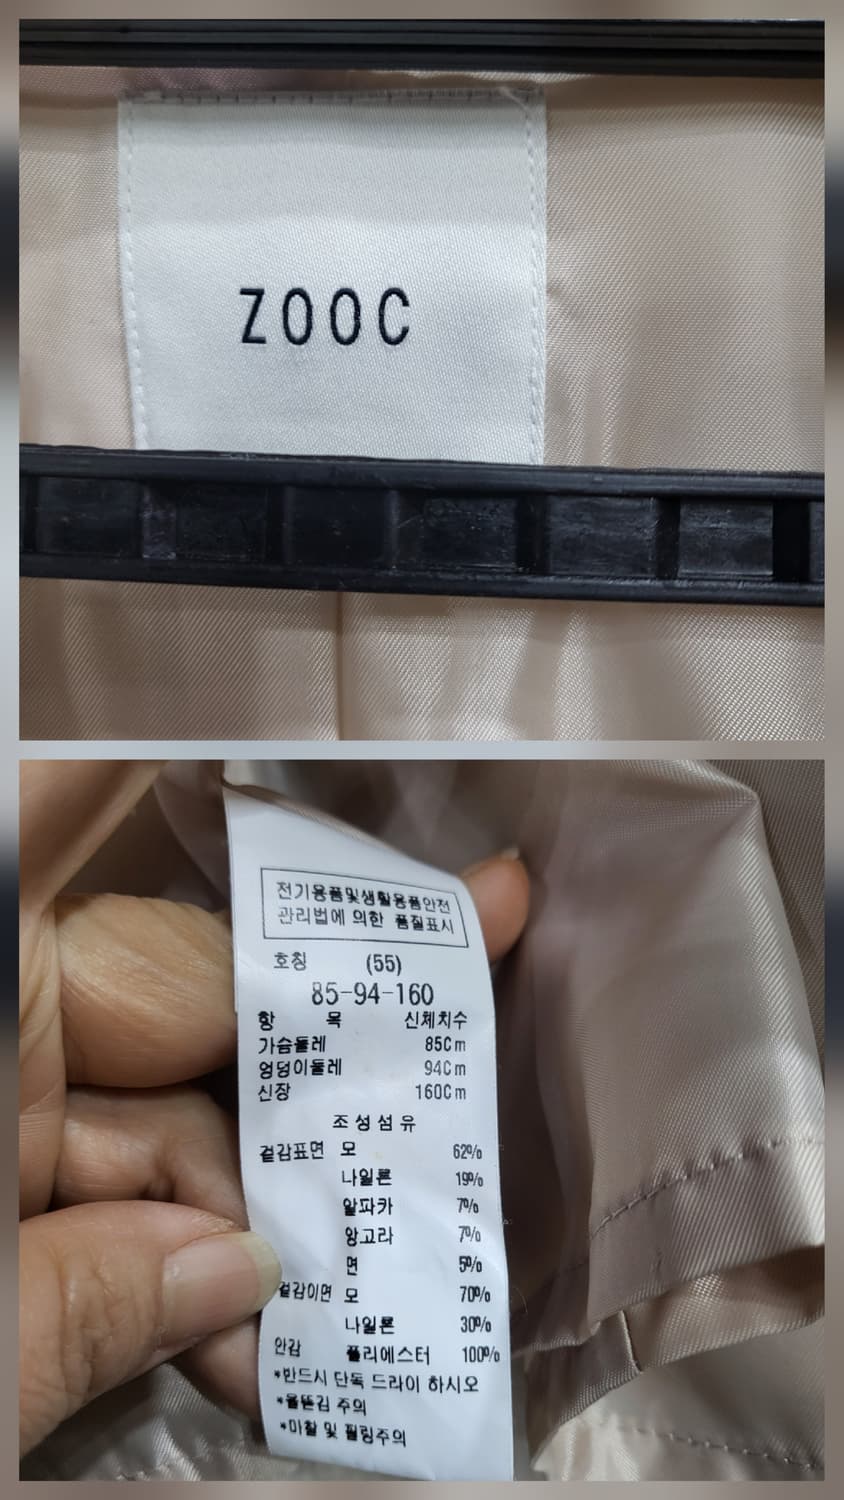 ZOOC
전기용품및생활용품안전
관리법에 의한 품질표시
호칭 (55)
85-94-160
항 목 신체치수
가슴둘레 85Cm
엉덩이둘레 94Cm
신장 160Cm
조성섬유
겉감표면 모 62%
나일론 19%
알파카 7%
앙고라 7%
면 5%
겉감이면 모 70%
나일론 30%
안감 폴리에스터 100%
*반드시 단독 드라이 하시오
*올뜯김 주의
*마찰 및 필링주의